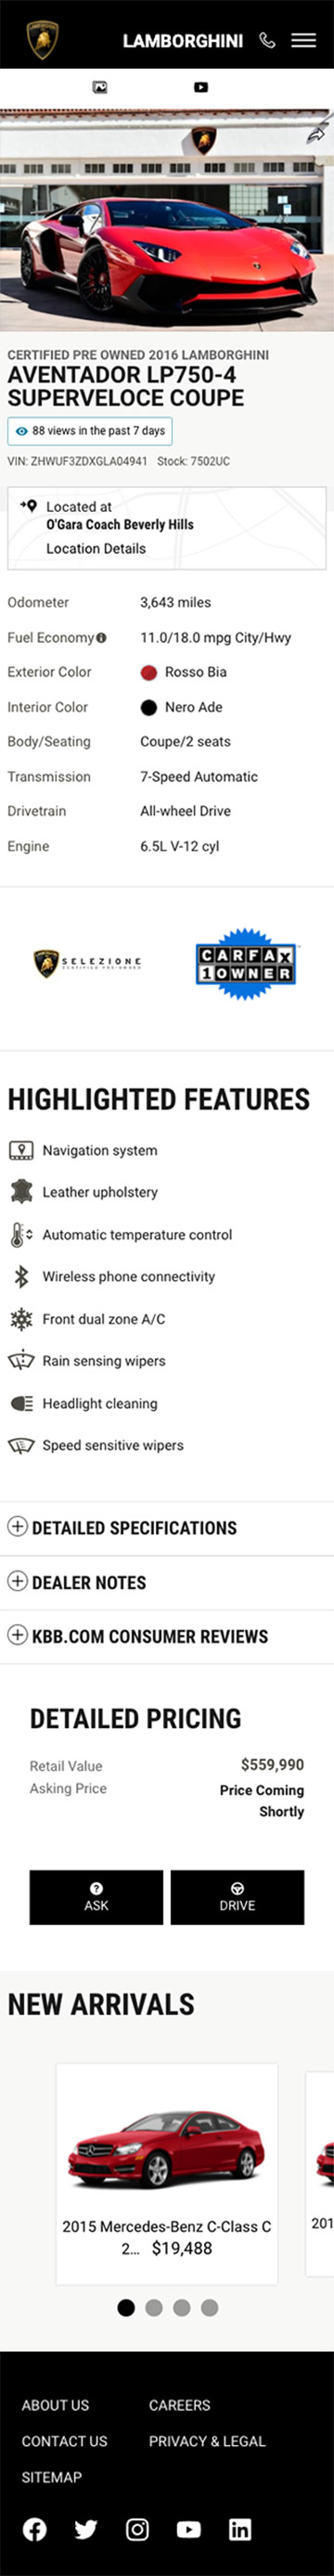 LAMBORGHINI
CERTIFIED PRE OWNED 2016 LAMBORGHINI
AVENTADOR LP750-4
SUPERVELOCE COUPE
88 views in the past 7 days
VIN: ZHWUF3ZDXGLA04941 Stock: 7502UC
Located at
O'Gara Coach Beverly Hills
Location Details
Odometer 3,643 miles
Fuel Economy 11.0/18.0 mpg City/Hwy
Exterior Color Rosso Bia
Interior Color Nero Ade
Body/Seating Coupe/2 seats
Transmission 7-Speed Automatic
Drivetrain All-wheel Drive
Engine 6.5L V-12 cyl
SELEZIONE
CERTIFIED PRE-OWNED
CARFAX
1 OWNER
HIGHLIGHTED FEATURES
Navigation system
Leather upholstery
Automatic temperature control
Wireless phone connectivity
Front dual zone A/C
Rain sensing wipers
Headlight cleaning
Speed sensitive wipers
DETAILED SPECIFICATIONS
DEALER NOTES
KBB.COM CONSUMER REVIEWS
DETAILED PRICING
Retail Value $559,990
Asking Price Price Coming
Shortly
ASK DRIVE
NEW ARRIVALS
2015 Mercedes-Benz C-Class C
2... $19,488
201
ABOUT US CAREERS
CONTACT US PRIVACY & LEGAL
SITEMAP